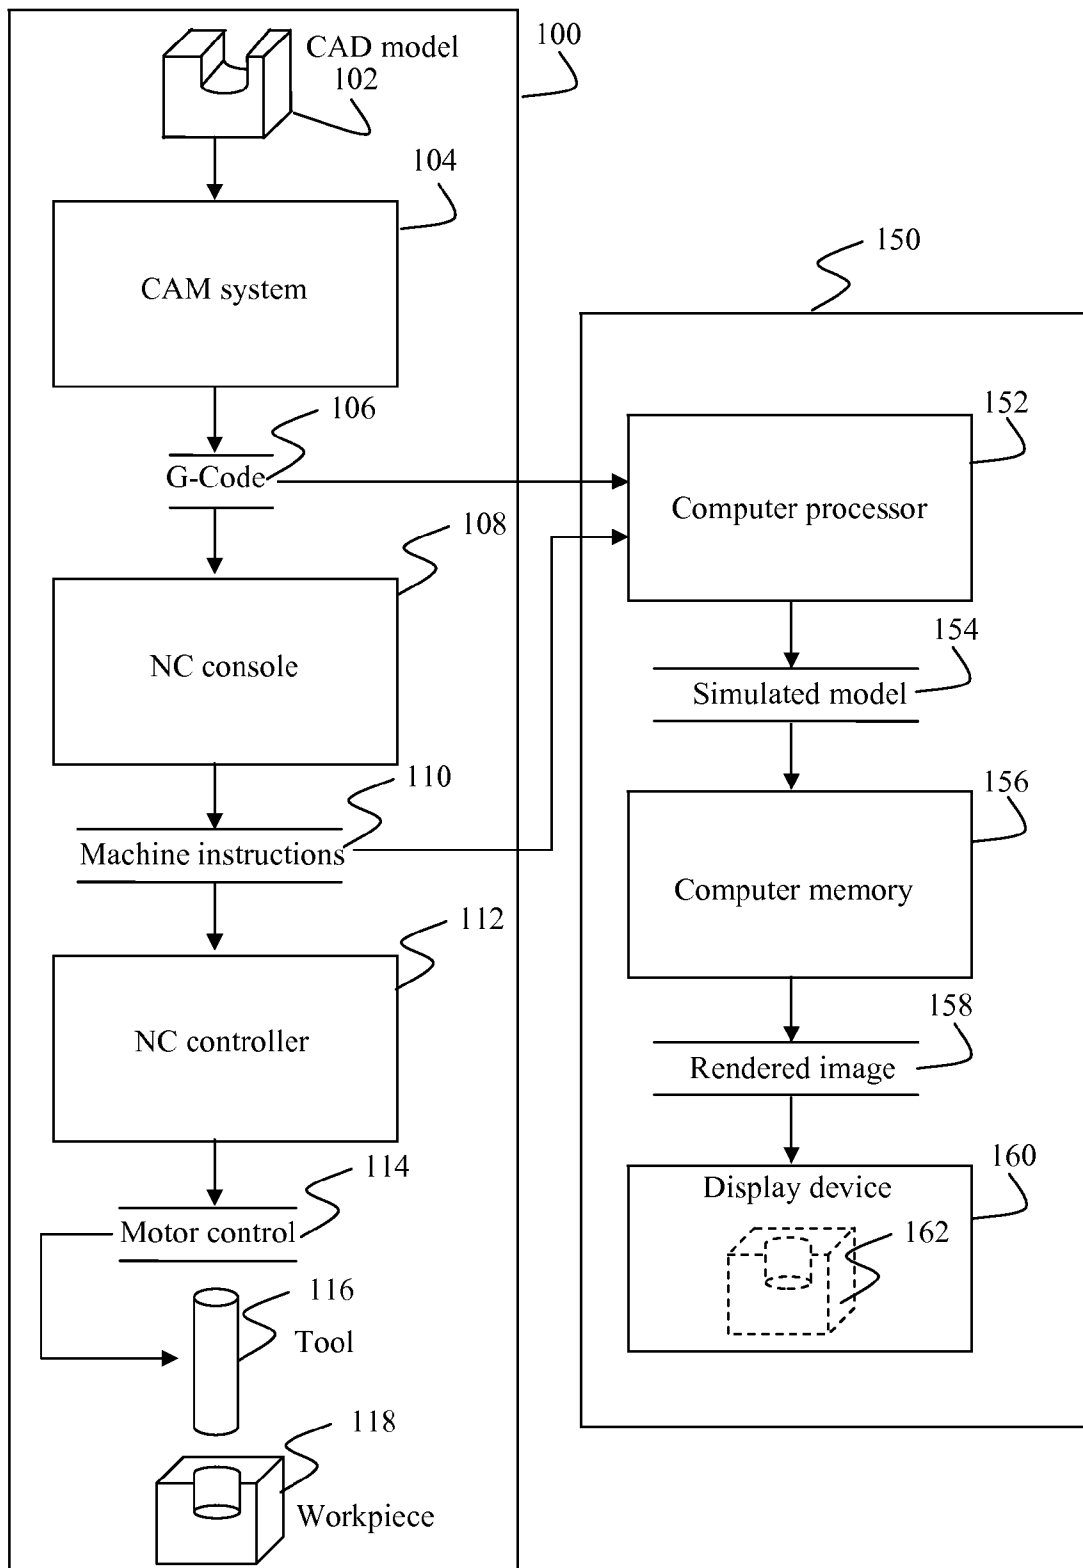 CAD model
102
100
104
CAM system
106
G-Code
108
NC console
110
Machine instructions
112
NC controller
114
Motor control
116
Tool
118
Workpiece
150
152
Computer processor
154
Simulated model
156
Computer memory
158
Rendered image
160
Display device
162